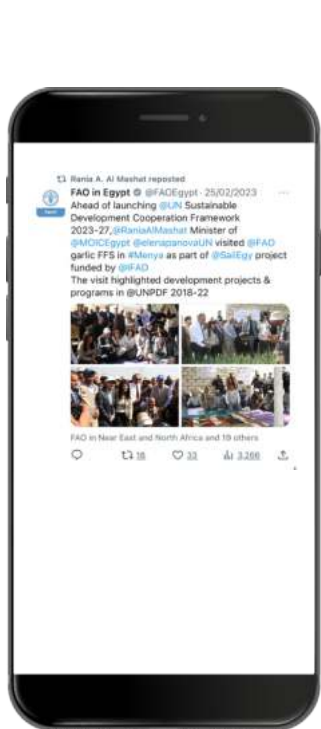 Rania A. Al Mashat reposted
FAO in Egypt @FAOEgypt · 25/02/2023 ...
Ahead of launching @UN Sustainable
Development Cooperation Framework
2023-27,@RaniaAlMashat Minister of
@MOICEgypt @elenapanovaUN visited @FAO
garlic FFS in #Menya as part of @SailEgy project
funded by @IFAD
The visit highlighted development projects &
programs in @UNPDF 2018-22
FAO in Near East and North Africa and 19 others
18 33 3,266